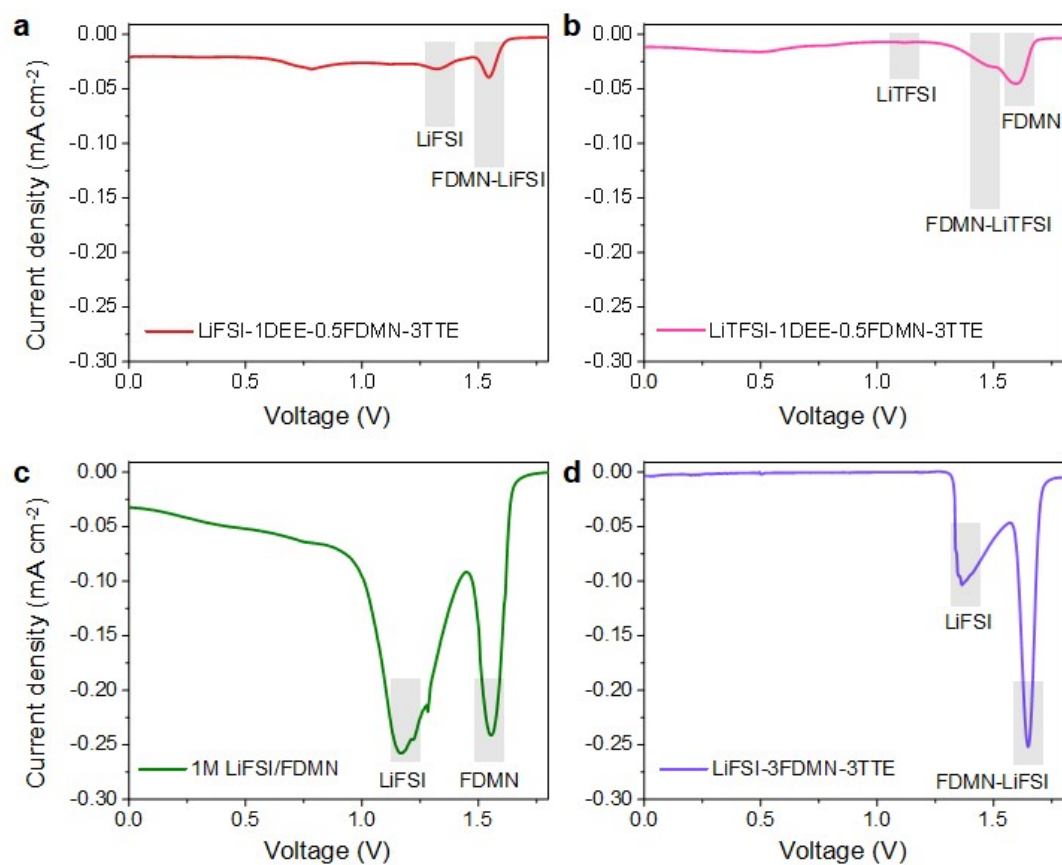 a
0.00
-0.05
-0.10
-0.15
-0.20
-0.25
-0.30
Current density (mA cm-2)
LiFSI
FDMN-LiFSI
LiFSI-1DEE-0.5FDMN-3TTE
0.0 0.5 1.0 1.5
Voltage (V)
b
0.00
-0.05
-0.10
-0.15
-0.20
-0.25
-0.30
LiTFSI
FDMN
FDMN-LiTFSI
LiTFSI-1DEE-0.5FDMN-3TTE
0.0 0.5 1.0 1.5
Voltage (V)
c
0.00
-0.05
-0.10
-0.15
-0.20
-0.25
-0.30
Current density (mA cm-2)
1M LiFSI/FDMN
LiFSI
FDMN
0.0 0.5 1.0 1.5
Voltage (V)
d
0.00
-0.05
-0.10
-0.15
-0.20
-0.25
-0.30
LiFSI
LiFSI-3FDMN-3TTE
FDMN-LiFSI
0.0 0.5 1.0 1.5
Voltage (V)